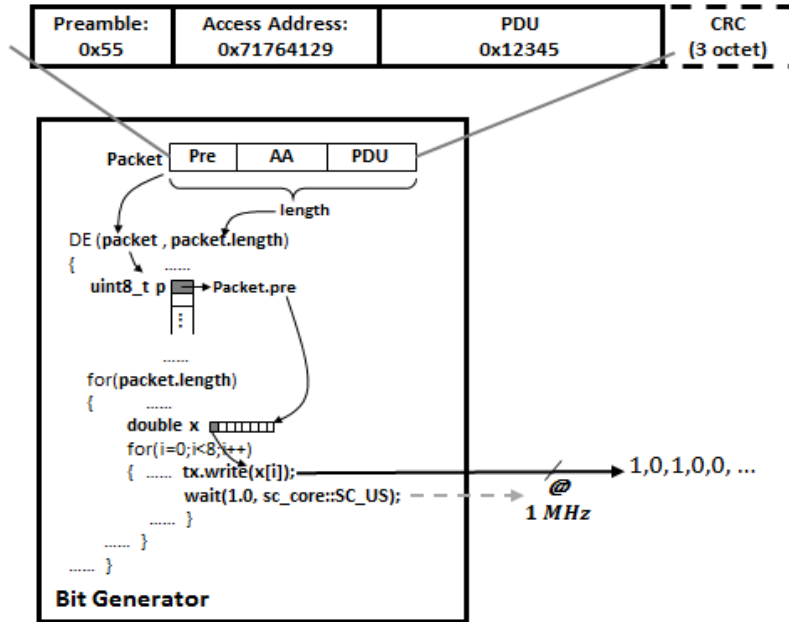 Preamble: Access Address: PDU CRC
0x55 0x71764129 0x12345 (3 octet)
Packet Pre AA PDU
length
DE (packet , packet.length)
{ ......
uint8_t p Packet.pre
⋮
......
for(packet.length)
{ ......
double x
for(i=0;i<8;i++)
{ ...... tx.write(x[i]); 1,0,1,0,0, ...
wait(1.0, sc_core::SC_US); @
1 MHz
...... }
...... }
...... }
Bit Generator